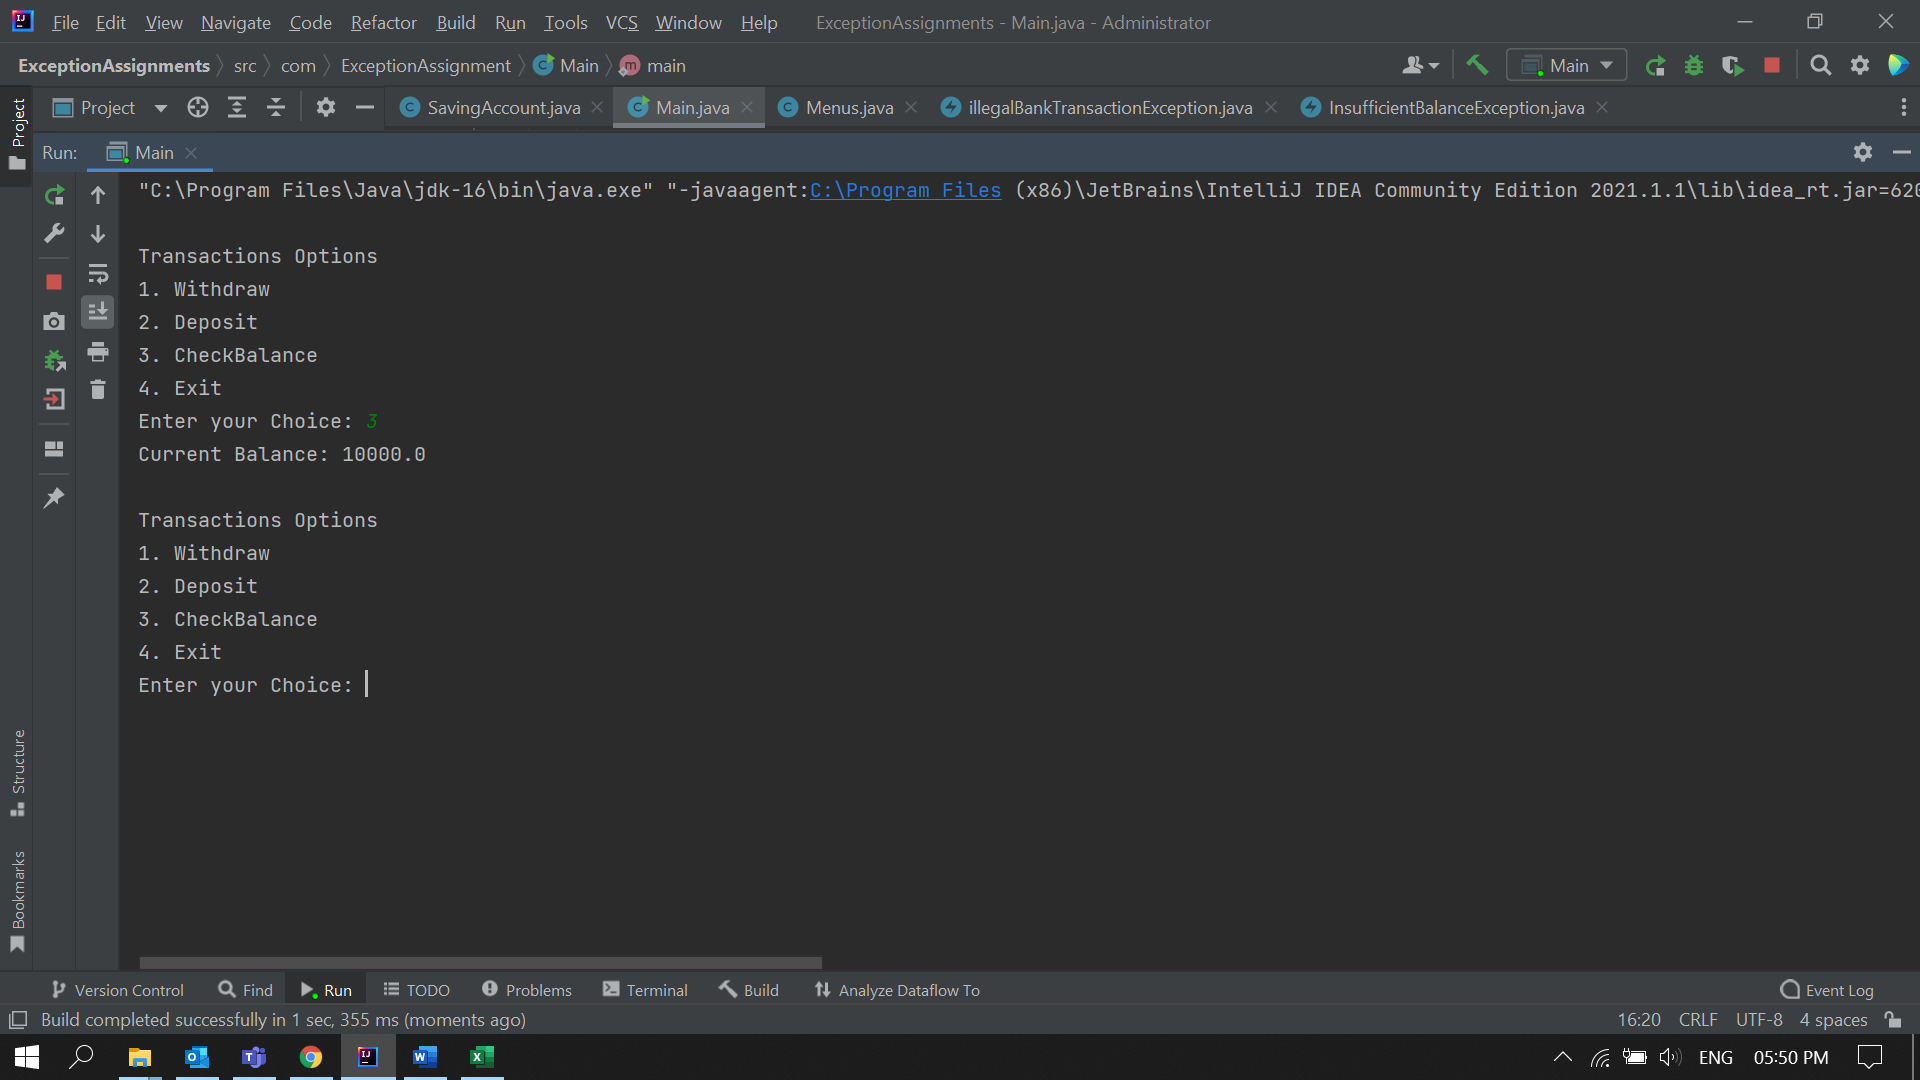 File Edit View Navigate Code Refactor Build Run Tools VCS Window Help ExceptionAssignments - Main.java - Administrator
ExceptionAssignments src com ExceptionAssignment Main main Main
Project SavingAccount.java Main.java Menus.java illegalBankTransactionException.java InsufficientBalanceException.java
Project
Run: Main
"C:\Program Files\Java\jdk-16\bin\java.exe" "-javaagent:C:\Program Files (x86)\JetBrains\IntelliJ IDEA Community Edition 2021.1.1\lib\idea_rt.jar=620
Transactions Options
1. Withdraw
2. Deposit
3. CheckBalance
4. Exit
Enter your Choice: 3
Current Balance: 10000.0
Transactions Options
1. Withdraw
2. Deposit
3. CheckBalance
4. Exit
Enter your Choice:
Structure
Bookmarks
Version Control Find Run TODO Problems Terminal Build Analyze Dataflow To Event Log
Build completed successfully in 1 sec, 355 ms (moments ago) 16:20 CRLF UTF-8 4 spaces
ENG 05:50 PM